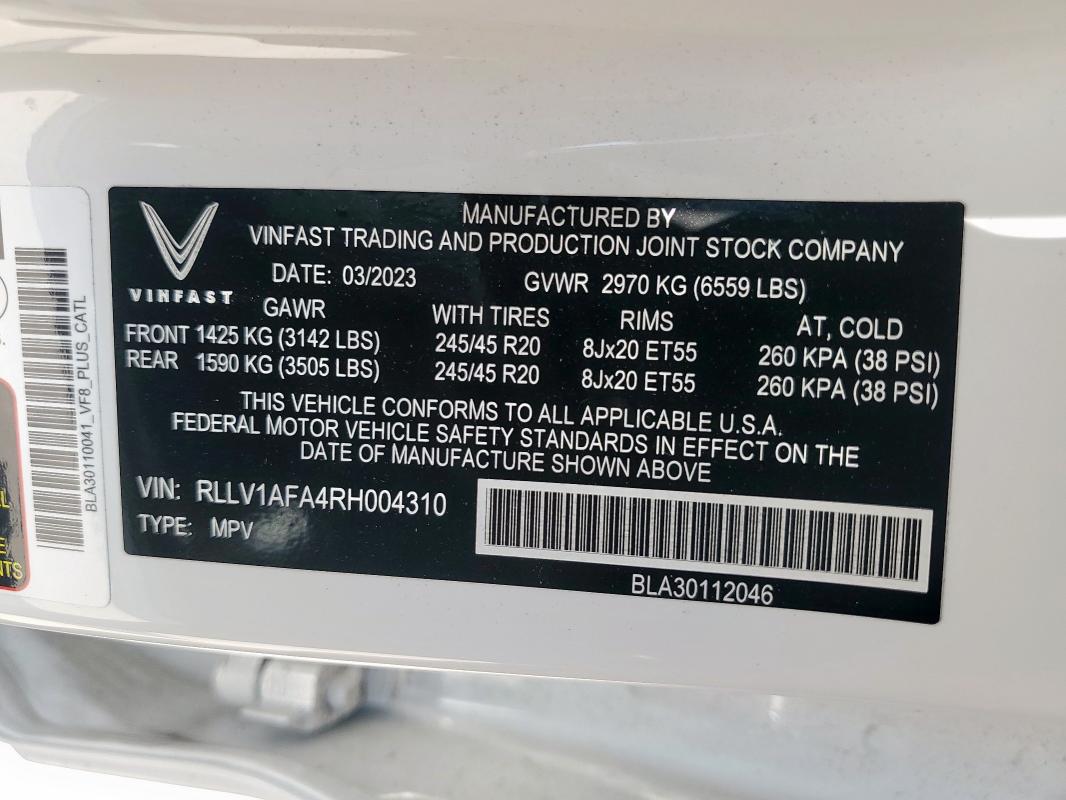 MANUFACTURED BY
VINFAST TRADING AND PRODUCTION JOINT STOCK COMPANY
VINFAST
DATE: 03/2023 GVWR 2970 KG (6559 LBS)
GAWR WITH TIRES RIMS AT, COLD
FRONT 1425 KG (3142 LBS) 245/45 R20 8Jx20 ET55 260 KPA (38 PSI)
REAR 1590 KG (3505 LBS) 245/45 R20 8Jx20 ET55 260 KPA (38 PSI)
THIS VEHICLE CONFORMS TO ALL APPLICABLE U.S.A.
FEDERAL MOTOR VEHICLE SAFETY STANDARDS IN EFFECT ON THE
DATE OF MANUFACTURE SHOWN ABOVE
VIN: RLLV1AFA4RH004310
TYPE: MPV
BLA30112046
BLA30110041_VF8_PLUS_CATL